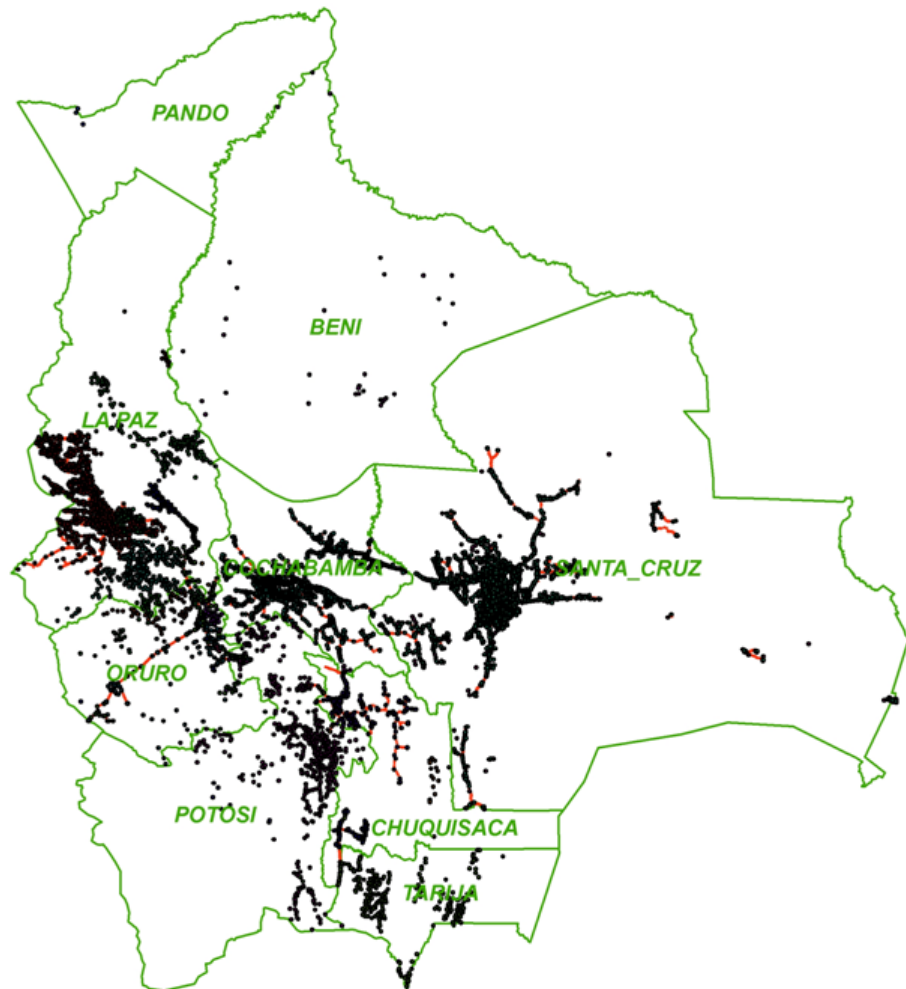 PANDO
BENI
LA PAZ
COCHABAMBA
SANTA_CRUZ
ORURO
POTOSI
CHUQUISACA
TARIJA